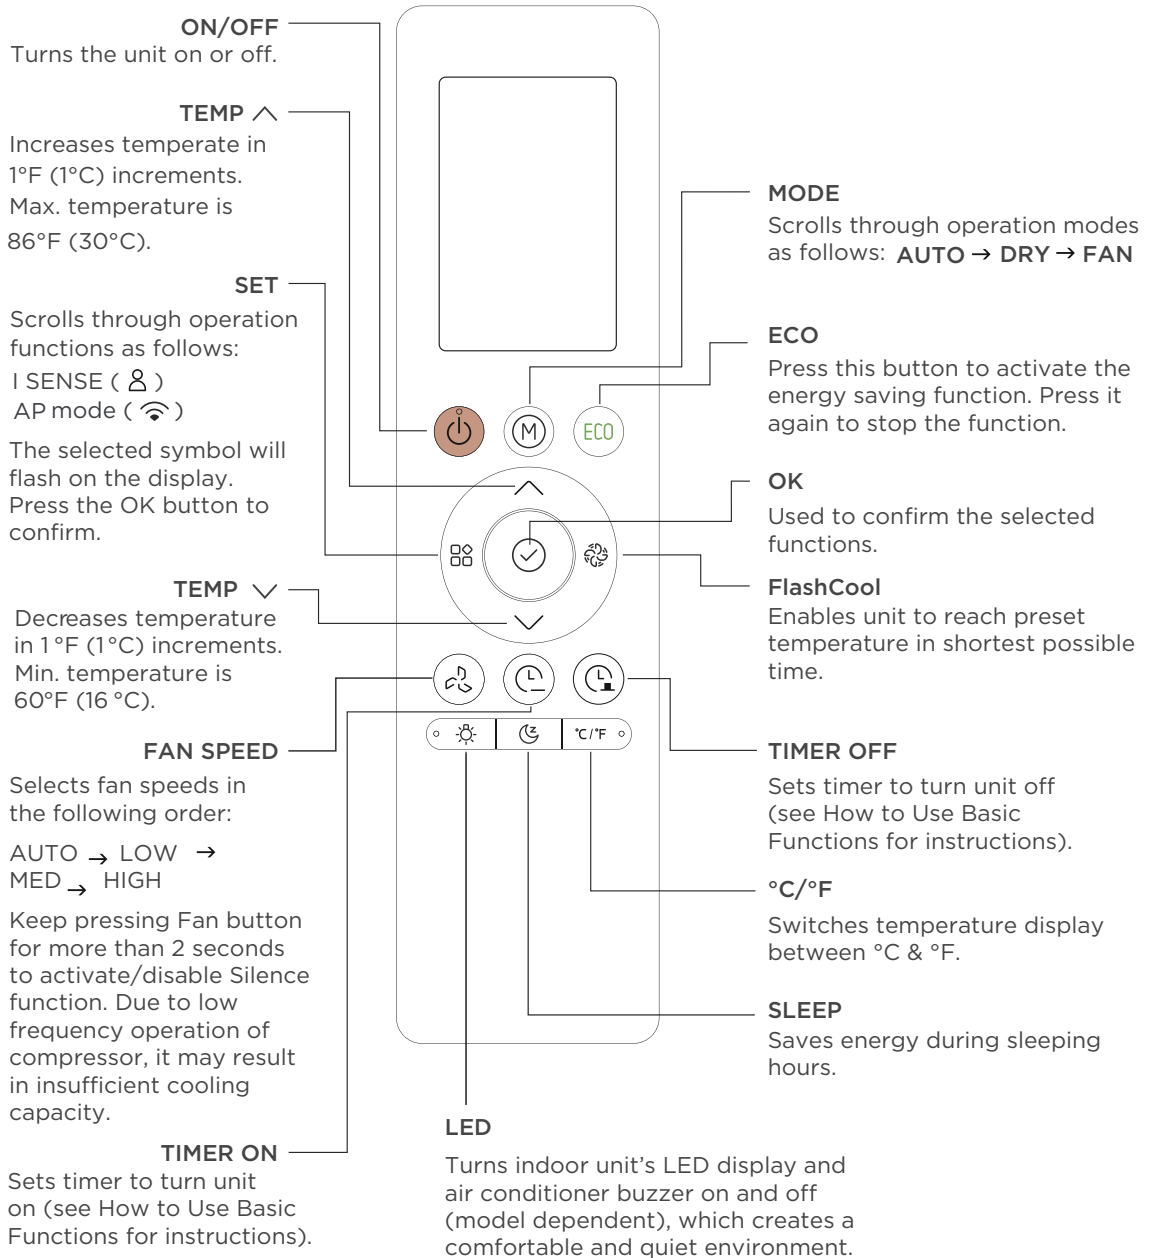 ON/OFF
Turns the unit on or off.
TEMP
Increases temperate in
1°F (1°C) increments.
Max. temperature is
86°F (30°C).
SET
Scrolls through operation
functions as follows:
I SENSE ( )
AP mode ( )
The selected symbol will
flash on the display.
Press the OK button to
confirm.
TEMP
Decreases temperature
in 1 °F (1 °C) increments.
Min. temperature is
60°F (16 °C).
FAN SPEED
Selects fan speeds in
the following order:
AUTO → LOW →
MED → HIGH
Keep pressing Fan button
for more than 2 seconds
to activate/disable Silence
function. Due to low
frequency operation of
compressor, it may result
in insufficient cooling
capacity.
TIMER ON
Sets timer to turn unit
on (see How to Use Basic
Functions for instructions).
M
ECO
z
°C/°F
MODE
Scrolls through operation modes
as follows: AUTO → DRY → FAN
ECO
Press this button to activate the
energy saving function. Press it
again to stop the function.
OK
Used to confirm the selected
functions.
FlashCool
Enables unit to reach preset
temperature in shortest possible
time.
TIMER OFF
Sets timer to turn unit off
(see How to Use Basic
Functions for instructions).
°C/°F
Switches temperature display
between °C & °F.
SLEEP
Saves energy during sleeping
hours.
LED
Turns indoor unit's LED display and
air conditioner buzzer on and off
(model dependent), which creates a
comfortable and quiet environment.